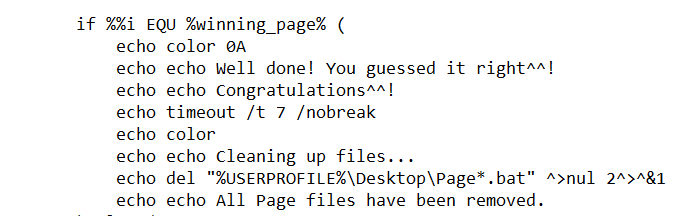 if %%i EQU %winning_page% (
echo color 0A
echo echo Well done! You guessed it right^^!
echo echo Congratulations^^!
echo timeout /t 7 /nobreak
echo color
echo echo Cleaning up files...
echo del "%USERPROFILE%\Desktop\Page*.bat" ^>nul 2^>^&1
echo echo All Page files have been removed.